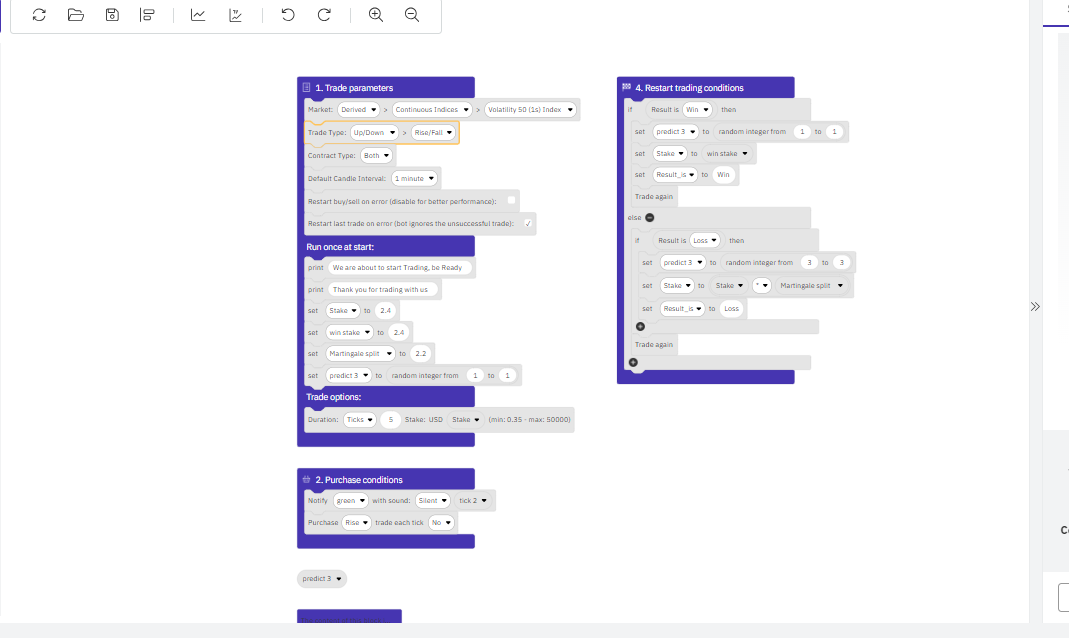 1. Trade parameters
Market: Derived > Continuous Indices > Volatility 50 (1s) Index
Trade Type: Up/Down > Rise/Fall
Contract Type: Both
Default Candle Interval: 1 minute
Restart buy/sell on error (disable for better performance):
Restart last trade on error (bot ignores the unsuccessful trade): ✓
Run once at start:
print We are about to start Trading, be Ready
print Thank you for trading with us
set Stake to 2.4
set win stake to 2.4
set Martingale split to 2.2
set predict 3 to random integer from 1 to 1
Trade options:
Duration: Ticks 5 Stake: USD Stake (min: 0.35 - max: 50000)
2. Purchase conditions
Notify green with sound: Silent tick 2
Purchase Rise trade each tick No
predict 3
4. Restart trading conditions
if Result is Win then
set predict 3 to random integer from 1 to 1
set Stake to win stake
set Result_is to Win
Trade again
else
if Result is Loss then
set predict 3 to random integer from 3 to 3
set Stake to Stake * Martingale split
set Result_is to Loss
Trade again